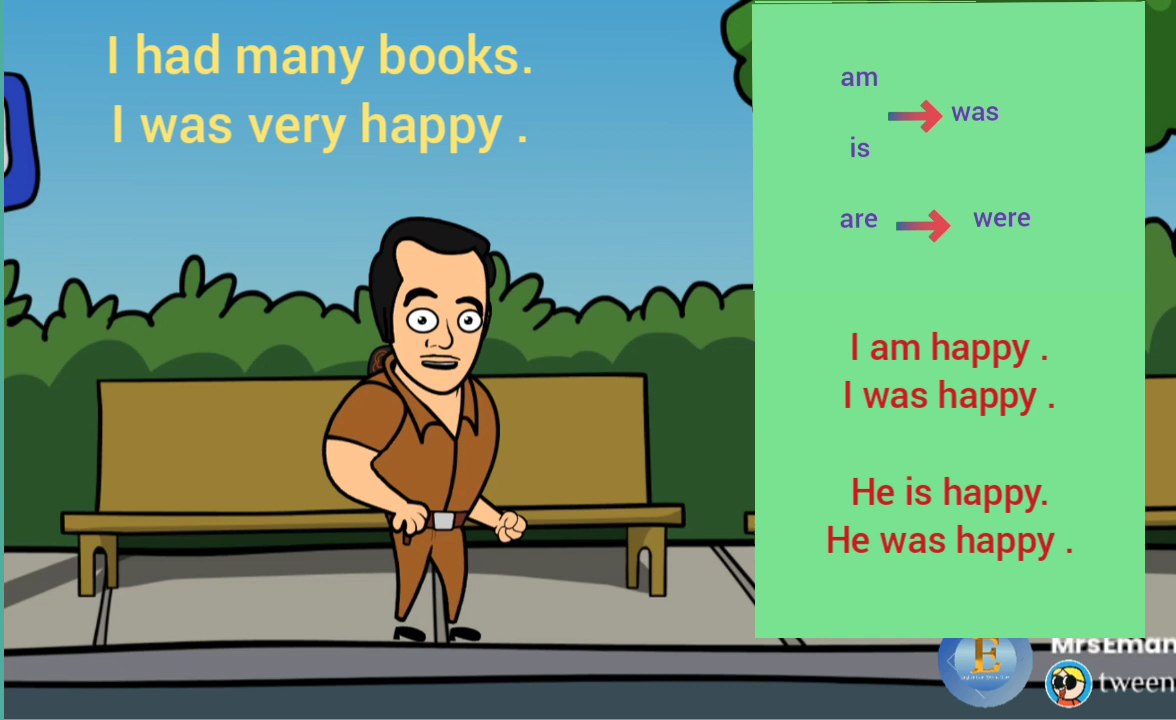 I had many books.
I was very happy .
am
was
is
are
were
I am happy .
I was happy .
He is happy.
He was happy .
E
MrsEman
tween